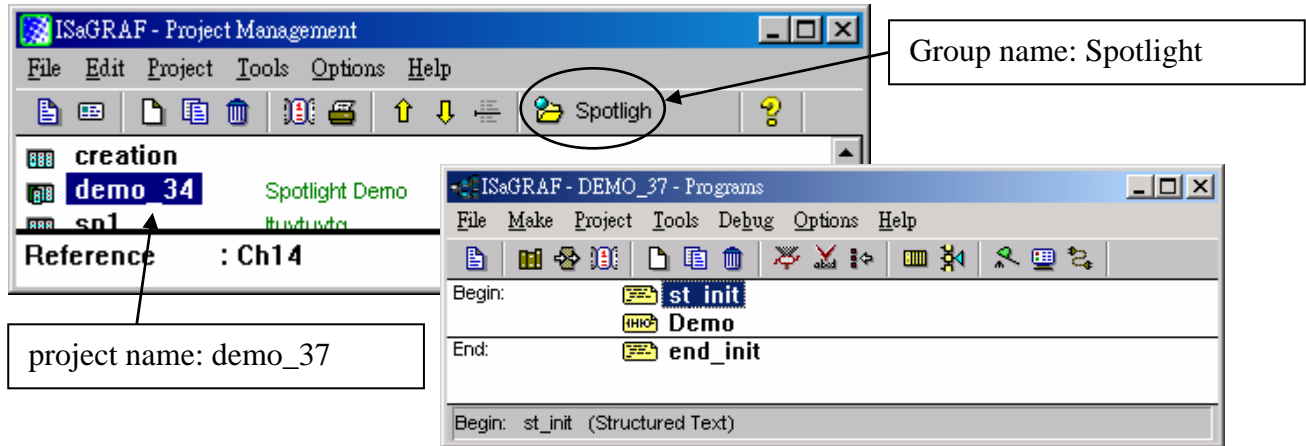 ISaGRAF - Project Management
File Edit Project Tools Options Help
Spotligh
Group name: Spotlight
creation
demo_34 Spotlight Demo
sp1
Reference : Ch14
project name: demo_37
ISaGRAF - DEMO_37 - Programs
File Make Project Tools Debug Options Help
Begin: st_init
Demo
End: end_init
Begin: st_init (Structured Text)